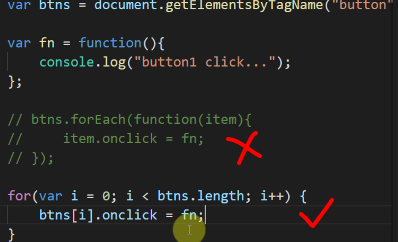 var btns = document.getElementsByTagName("button"
var fn = function(){
console.log("button1 click...");
};
// btns.forEach(function(item){
//     item.onclick = fn;
// });
for(var i = 0; i < btns.length; i++) {
btns[i].onclick = fn;
}